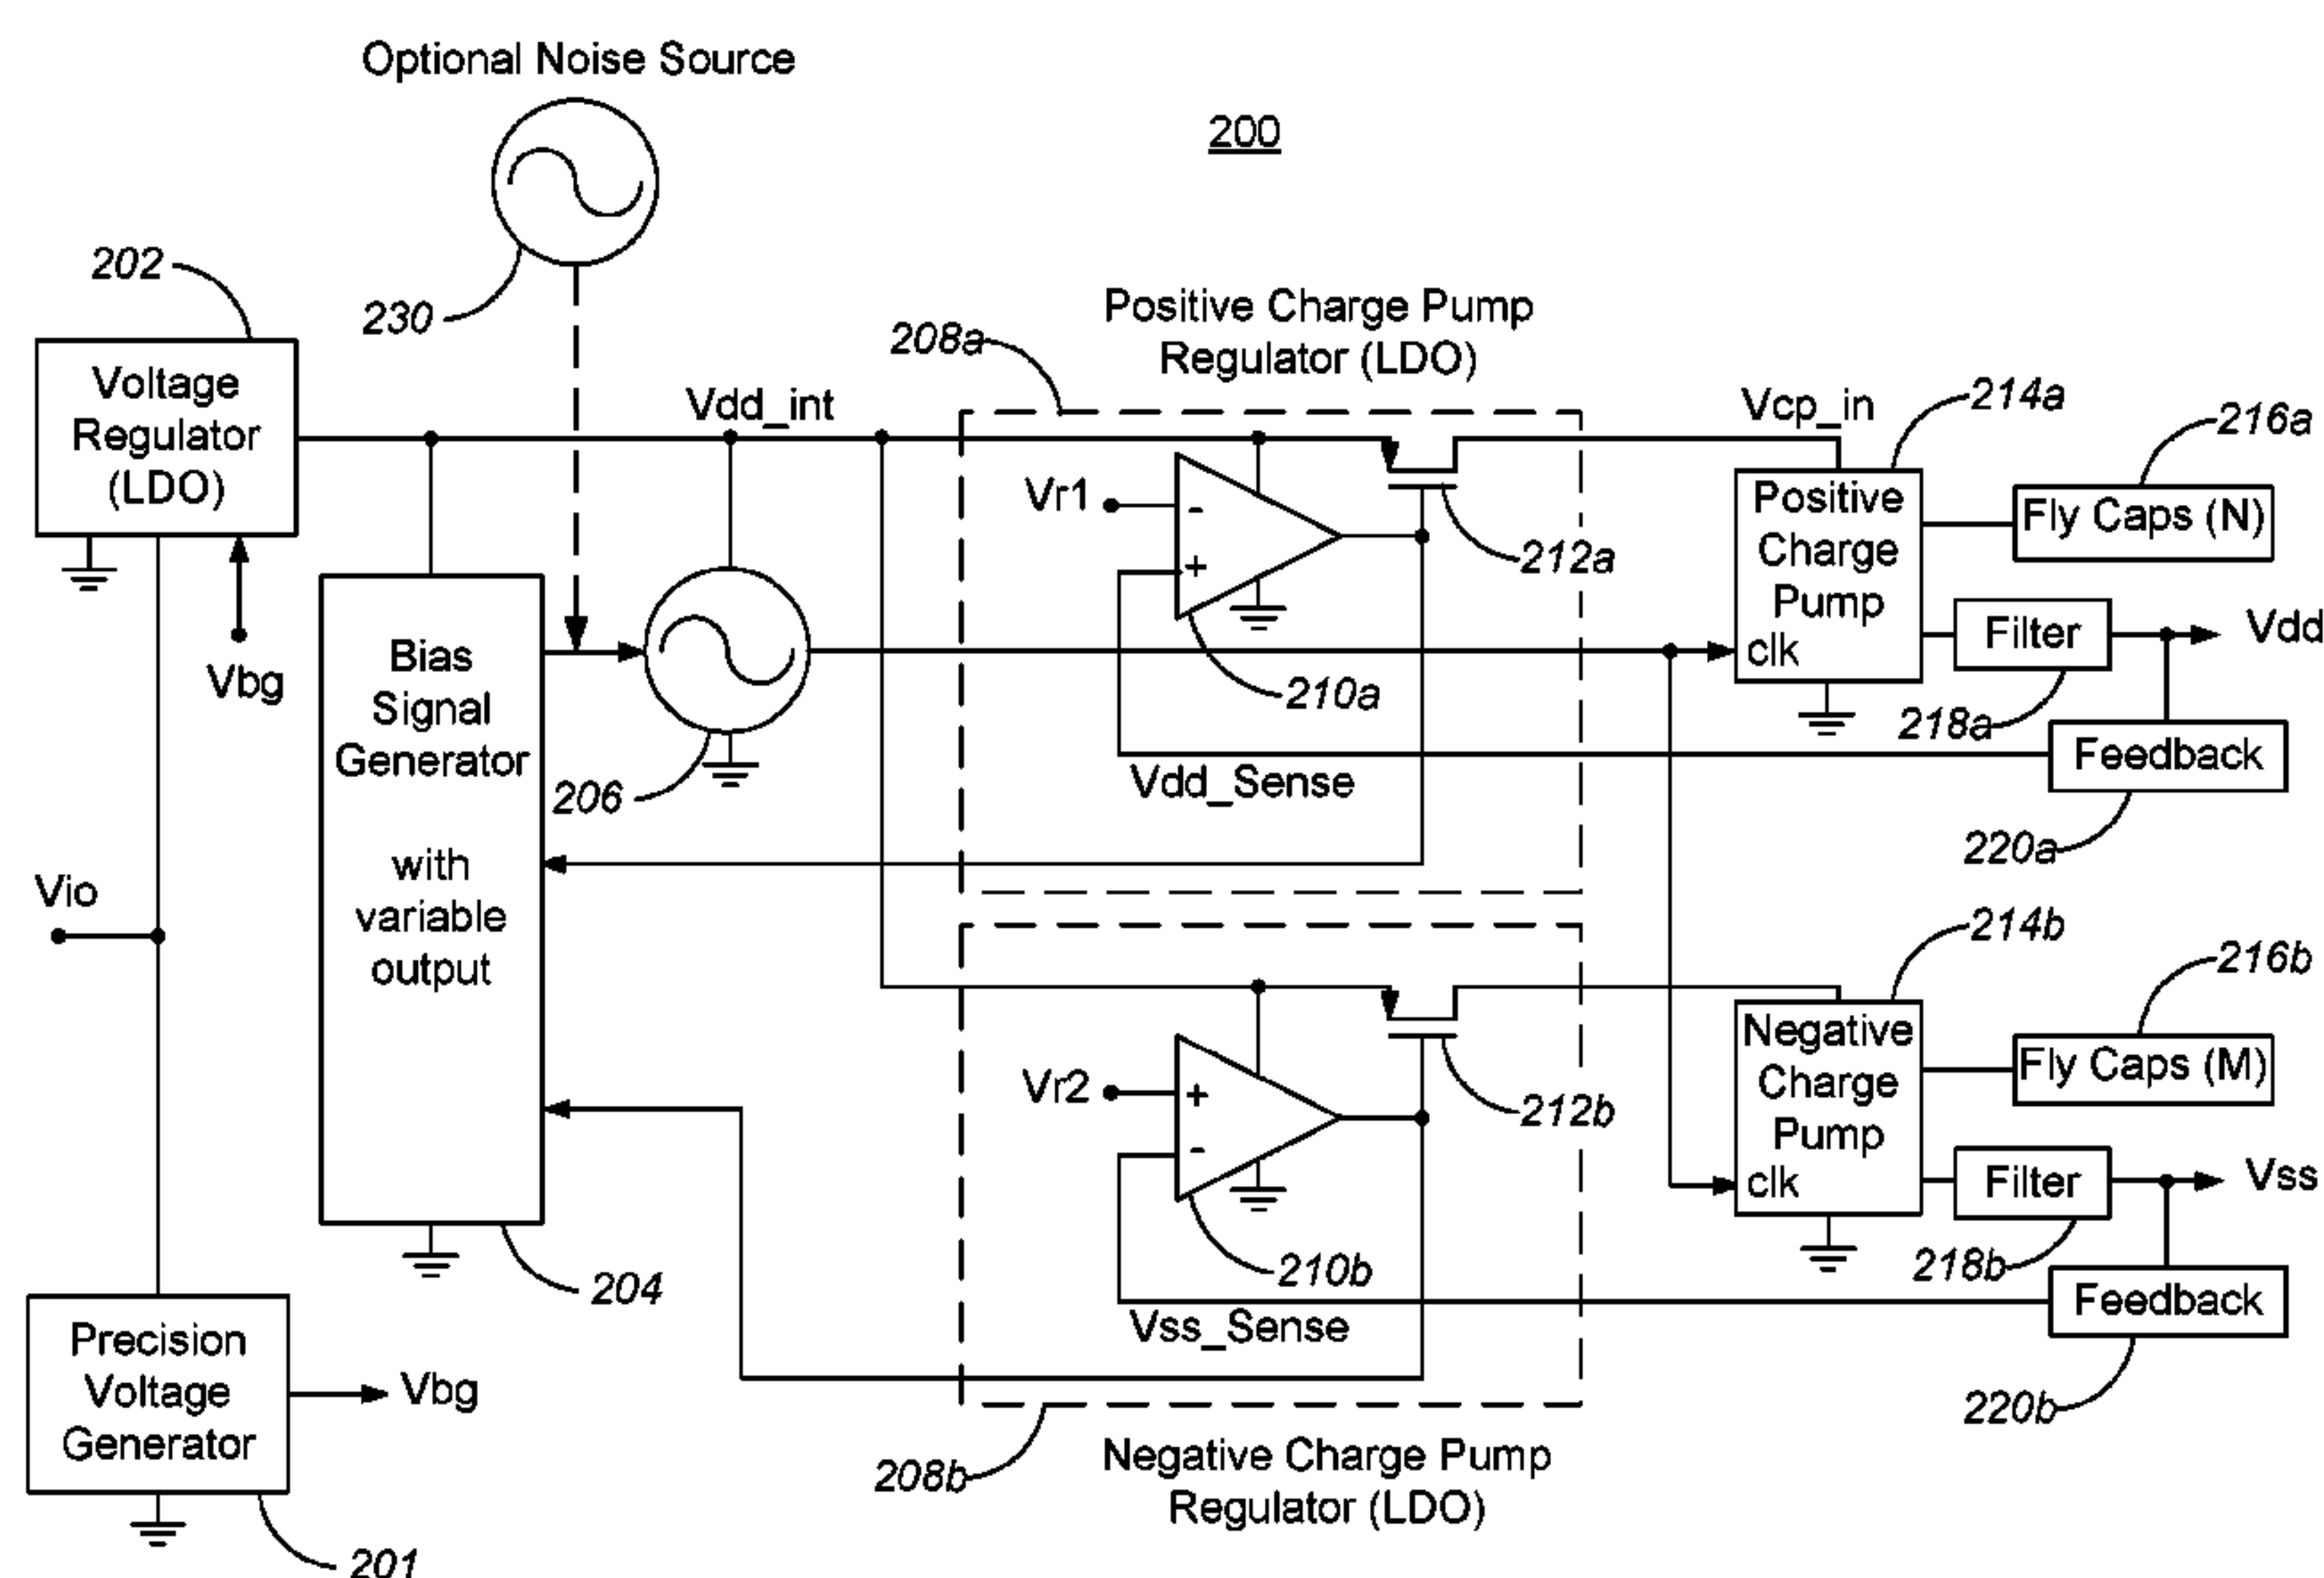 Optional Noise Source
200
202
230
Positive Charge Pump
Regulator (LDO)
208a
Voltage
Regulator
(LDO)
Vdd_int
Vcp_in
214a
216a
Vr1
-
+
212a
Positive
Charge
Pump
clk
Fly Caps (N)
Filter
Vdd
Vbg
Bias
Signal
Generator
with
variable
output
206
210a
218a
Vdd_Sense
Feedback
220a
Vio
214b
216b
Vr2
+
-
212b
Negative
Charge
Pump
clk
Fly Caps (M)
Filter
Vss
204
210b
218b
Vss_Sense
Feedback
220b
Precision
Voltage
Generator
Vbg
208b
Negative Charge Pump
Regulator (LDO)
201